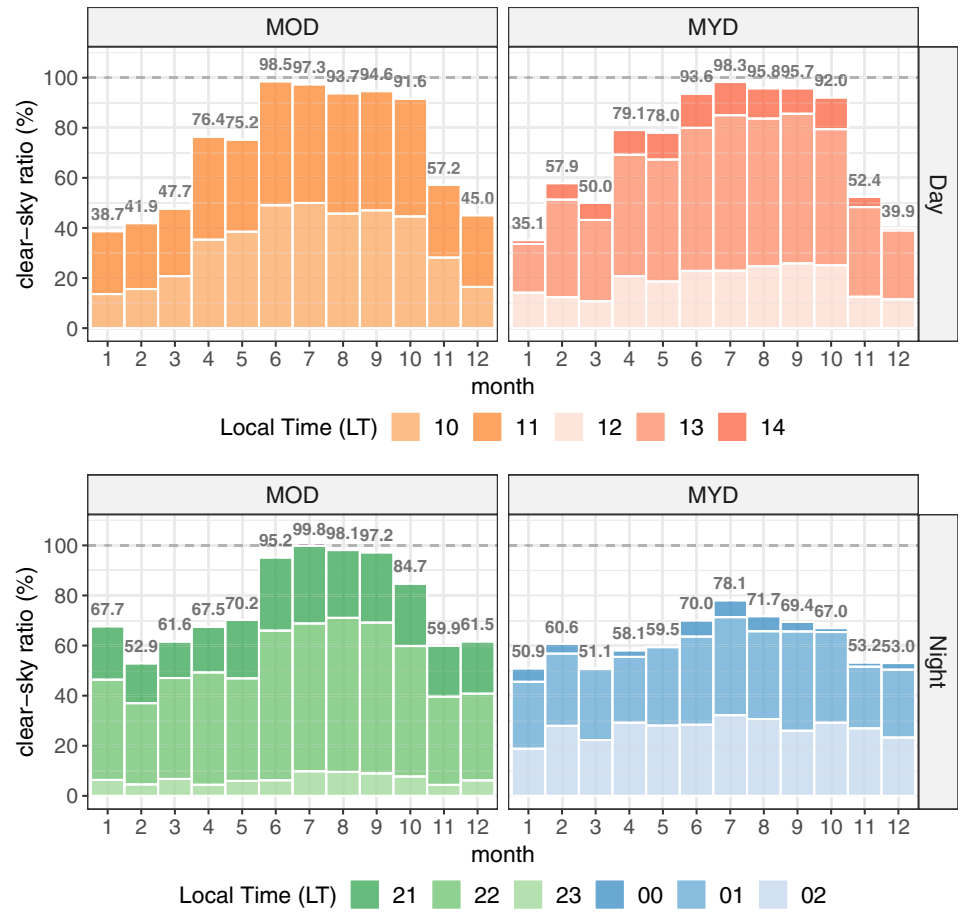 MOD MYD
98.5 97.3 93.7 94.6 91.6 76.4 75.2 57.2 47.7 45.0 41.9 38.7
98.3 95.8 95.7 93.6 92.0 79.1 78.0 57.9 52.4 50.0 39.9 35.1
100
80
60
40
20
0
clear−sky ratio (%)
Day
1 2 3 4 5 6 7 8 9 10 11 12 1 2 3 4 5 6 7 8 9 10 11 12
month month
Local Time (LT) 10 11 12 13 14
MOD MYD
99.8 98.1 97.2 95.2 84.7 70.2 67.7 67.5 61.6 61.5 59.9 52.9
78.1 71.7 70.0 69.4 67.0 60.6 59.5 58.1 53.2 53.0 51.1 50.9
100
80
60
40
20
0
clear−sky ratio (%)
Night
1 2 3 4 5 6 7 8 9 10 11 12 1 2 3 4 5 6 7 8 9 10 11 12
month month
Local Time (LT) 21 22 23 00 01 02